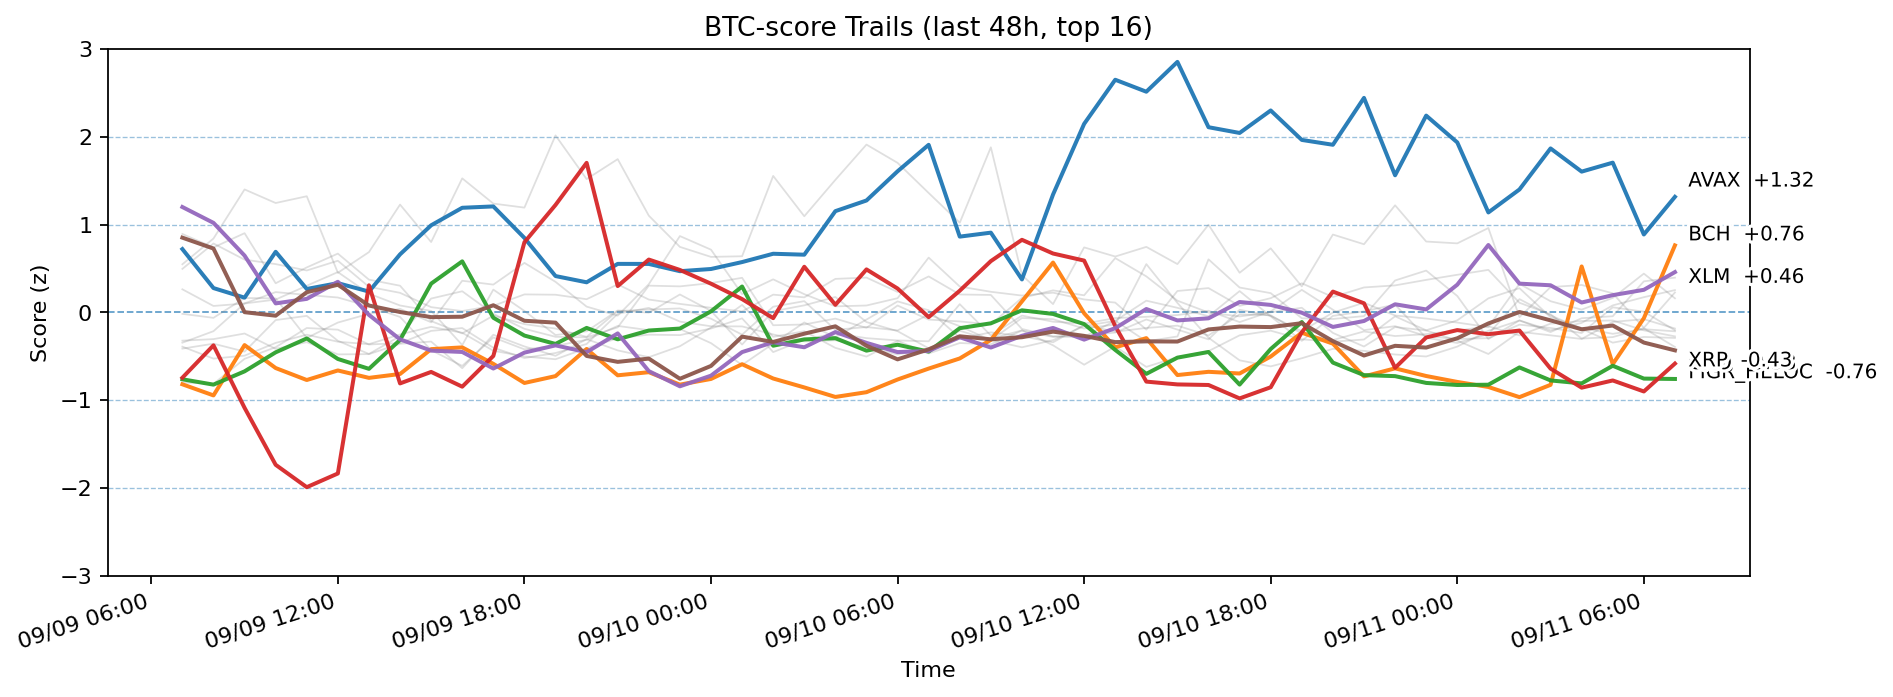 BTC-score Trails (last 48h, top 16)
3
2
1
0
−1
−2
−3
Score (z)
AVAX +1.32
BCH +0.76
XLM +0.46
XRP -0.43
-0.76
09/09 06:00
09/09 12:00
09/09 18:00
09/10 00:00
09/10 06:00
09/10 12:00
09/10 18:00
09/11 00:00
09/11 06:00
Time